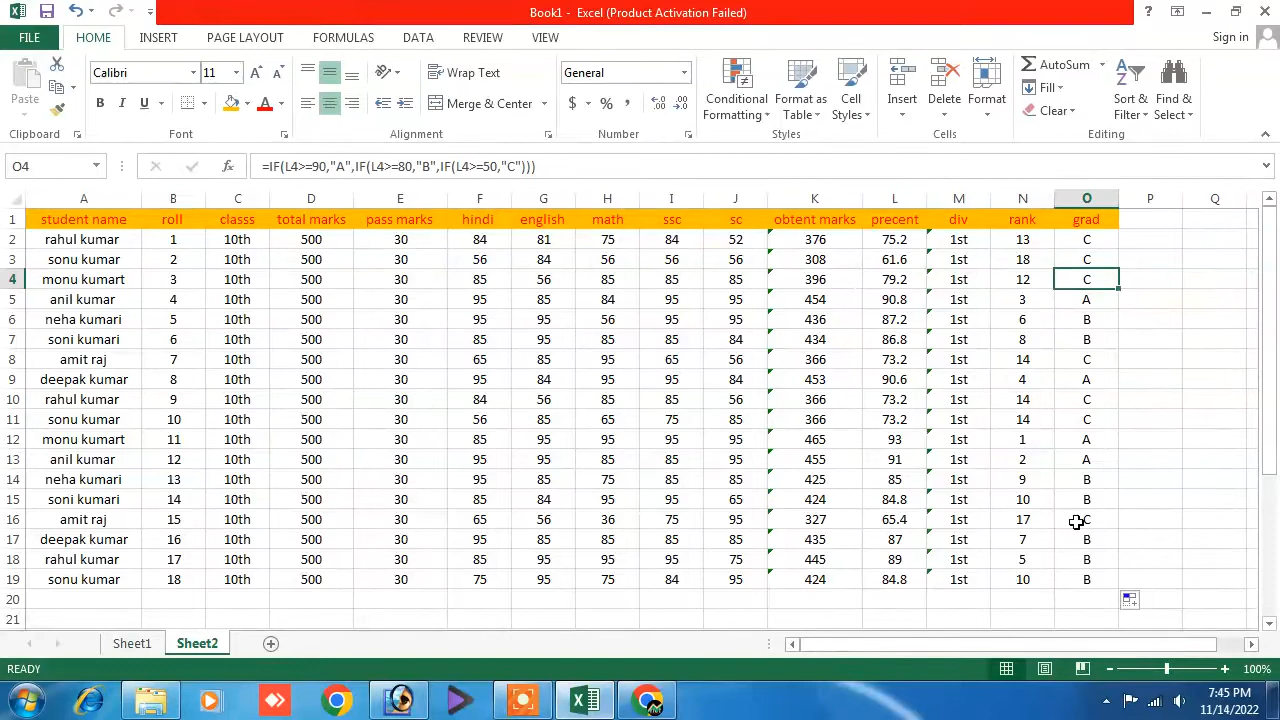 Book1 - Excel (Product Activation Failed)
?
FILE HOME INSERT PAGE LAYOUT FORMULAS DATA REVIEW VIEW Sign in
Calibri 11 Wrap Text General AutoSum
Paste Fill
B I U Merge & Center $ % , Conditional Formatting Format as Table Cell Styles Insert Delete Format Clear Sort & Filter Find & Select
Clipboard Font Alignment Number Styles Cells Editing
O4 fx =IF(L4>=90,"A",IF(L4>=80,"B",IF(L4>=50,"C")))
A B C D E F G H I J K L M N O P Q
1 student name roll classs total marks pass marks hindi english math ssc sc obtent marks precent div rank grad
2 rahul kumar 1 10th 500 30 84 81 75 84 52 376 75.2 1st 13 C
3 sonu kumar 2 10th 500 30 56 84 56 56 56 308 61.6 1st 18 C
4 monu kumart 3 10th 500 30 85 56 85 85 85 396 79.2 1st 12 C
5 anil kumar 4 10th 500 30 95 85 84 95 95 454 90.8 1st 3 A
6 neha kumari 5 10th 500 30 95 95 56 95 95 436 87.2 1st 6 B
7 soni kumari 6 10th 500 30 95 85 85 85 84 434 86.8 1st 8 B
8 amit raj 7 10th 500 30 65 85 95 65 56 366 73.2 1st 14 C
9 deepak kumar 8 10th 500 30 95 84 95 95 84 453 90.6 1st 4 A
10 rahul kumar 9 10th 500 30 84 56 85 85 56 366 73.2 1st 14 C
11 sonu kumar 10 10th 500 30 56 85 65 75 85 366 73.2 1st 14 C
12 monu kumart 11 10th 500 30 85 95 95 95 95 465 93 1st 1 A
13 anil kumar 12 10th 500 30 95 95 85 85 95 455 91 1st 2 A
14 neha kumari 13 10th 500 30 85 95 75 85 85 425 85 1st 9 B
15 soni kumari 14 10th 500 30 85 84 95 95 65 424 84.8 1st 10 B
16 amit raj 15 10th 500 30 65 56 36 75 95 327 65.4 1st 17 C
17 deepak kumar 16 10th 500 30 95 85 85 85 85 435 87 1st 7 B
18 rahul kumar 17 10th 500 30 85 95 95 95 75 445 89 1st 5 B
19 sonu kumar 18 10th 500 30 75 95 75 84 95 424 84.8 1st 10 B
20
21
Sheet1 Sheet2
READY 100%
7:45 PM
11/14/2022